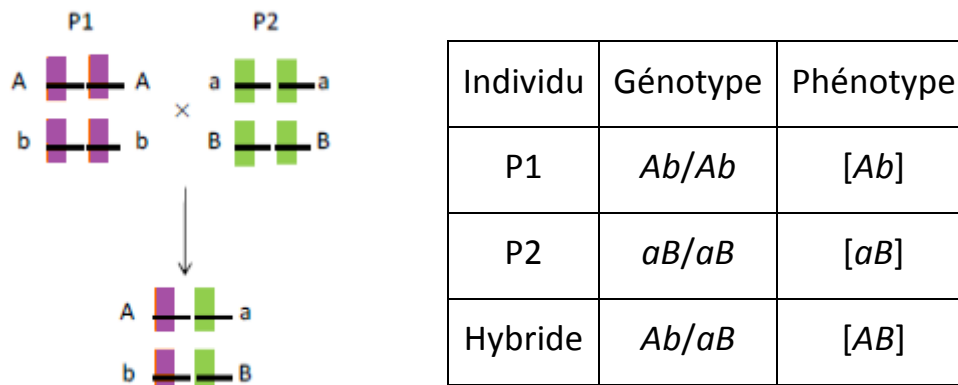 P1 P2
A A a a
×
b b B B
A a
b B
Individu Génotype Phénotype
P1 Ab/Ab [Ab]
P2 aB/aB [aB]
Hybride Ab/aB [AB]